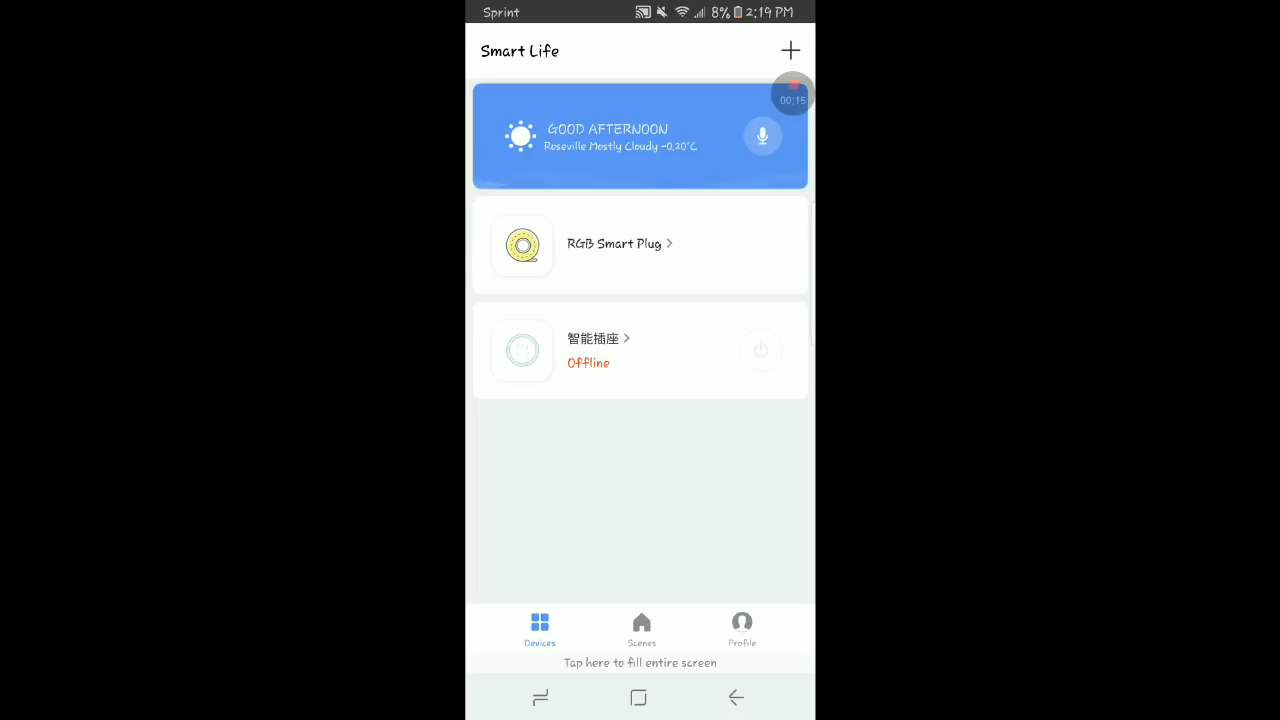 Sprint 8% 2:19 PM
Smart Life
00:15
GOOD AFTERNOON
Roseville Mostly Cloudy -0.20°C
RGB Smart Plug
智能插座
Offline
Devices Scenes Profile
Tap here to fill entire screen